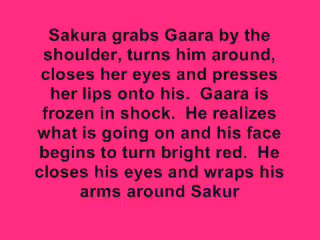 Sakura grabs Gaara by the
shoulder, turns him around,
closes her eyes and presses
her lips onto his.  Gaara is
frozen in shock.  He realizes
what is going on and his face
begins to turn bright red.  He
closes his eyes and wraps his
arms around Sakur